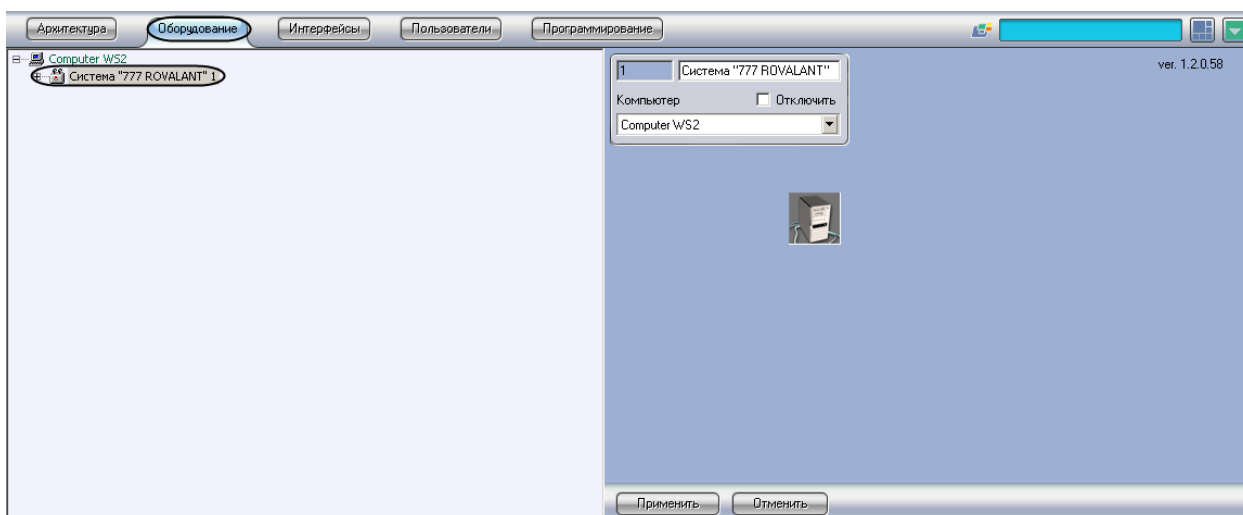 Архитектура Оборудование Интерфейсы Пользователи Программирование
Computer WS2
Система "777 ROVALANT" 1
1 Система "777 ROVALANT"
ver. 1.2.0.58
Компьютер Отключить
Computer WS2
Применить Отменить